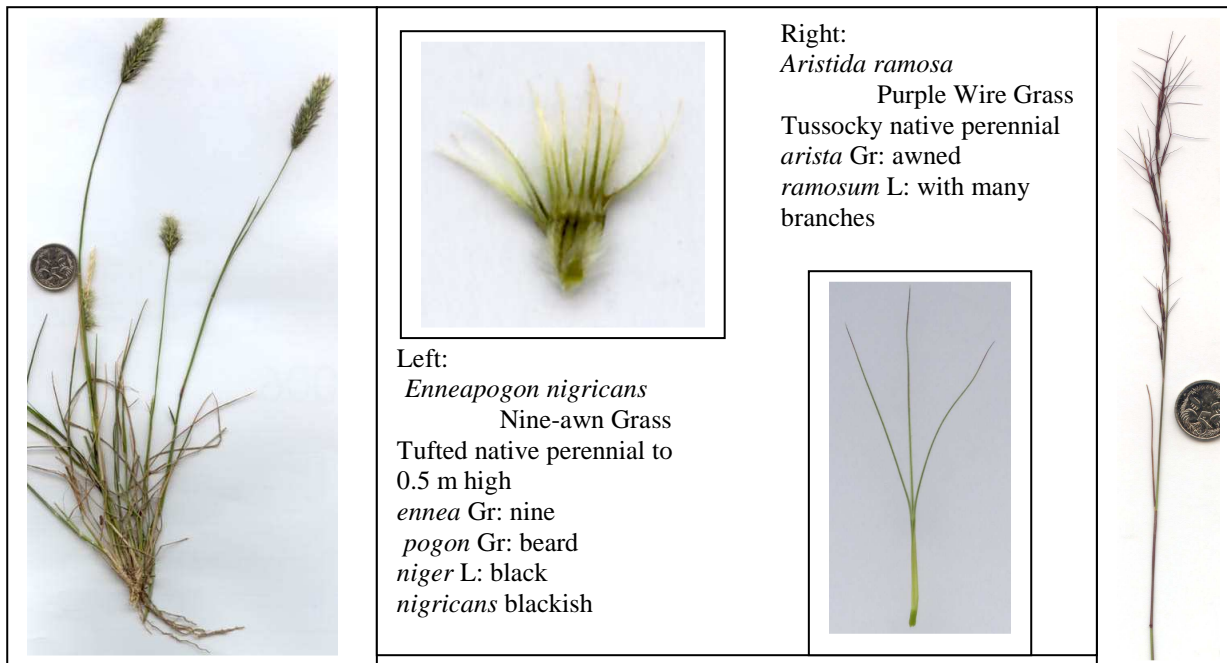 Right:
Aristida ramosa
Purple Wire Grass
Tussocky native perennial
arista Gr: awned
ramosum L: with many
branches
Left:
Enneapogon nigricans
Nine-awn Grass
Tufted native perennial to
0.5 m high
ennea Gr: nine
pogon Gr: beard
niger L: black
nigricans blackish